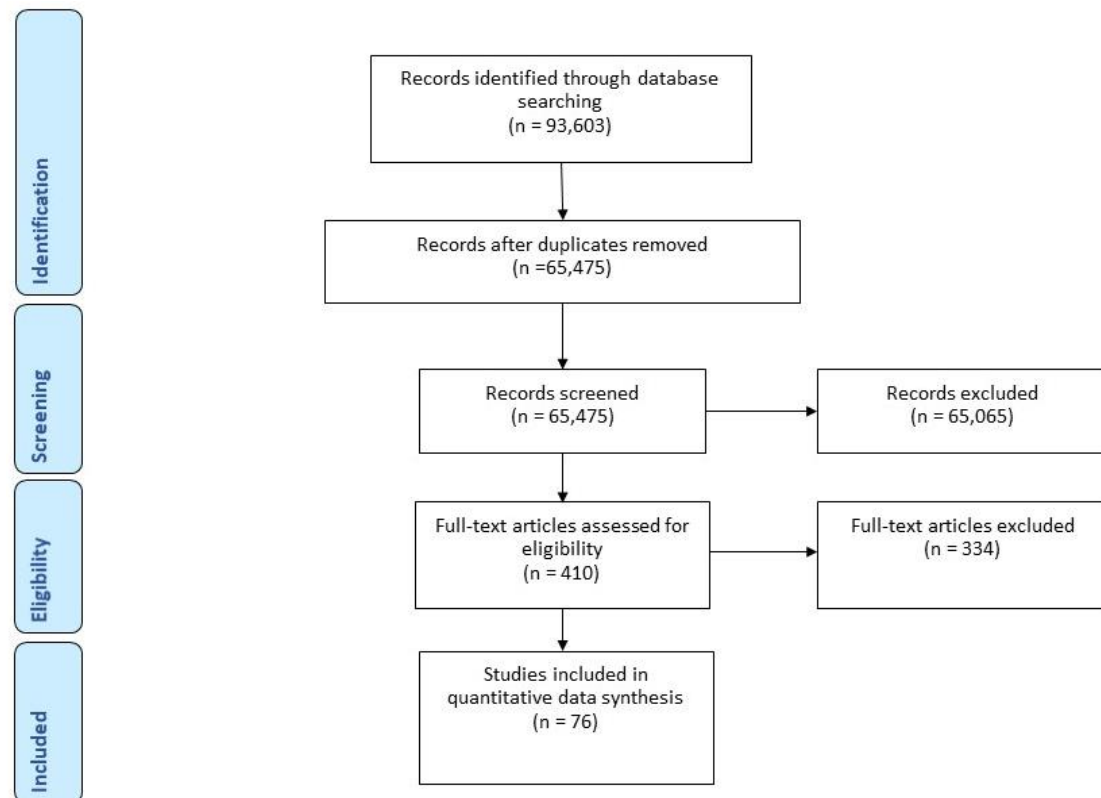 Identification
Records identified through database
searching
(n = 93,603)
Records after duplicates removed
(n =65,475)
Screening
Records screened
(n = 65,475)
Records excluded
(n = 65,065)
Eligibility
Full-text articles assessed for
eligibility
(n = 410)
Full-text articles excluded
(n = 334)
Included
Studies included in
quantitative data synthesis
(n = 76)